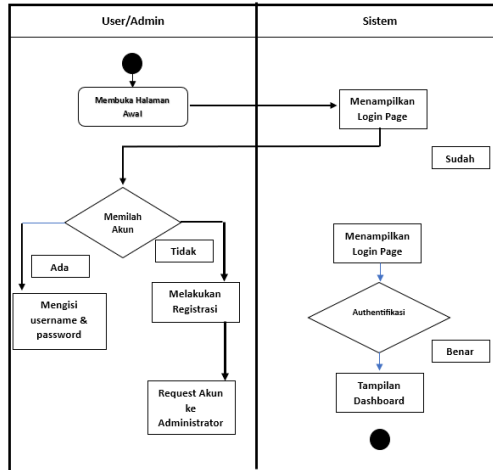 User/Admin
Sistem
Membuka Halaman
Awal
Menampilkan
Login Page
Sudah
Memilah
Akun
Tidak
Ada
Menampilkan
Login Page
Mengisi
username &
password
Melakukan
Registrasi
Authentifikasi
Benar
Request Akun
ke
Administrator
Tampilan
Dashboard